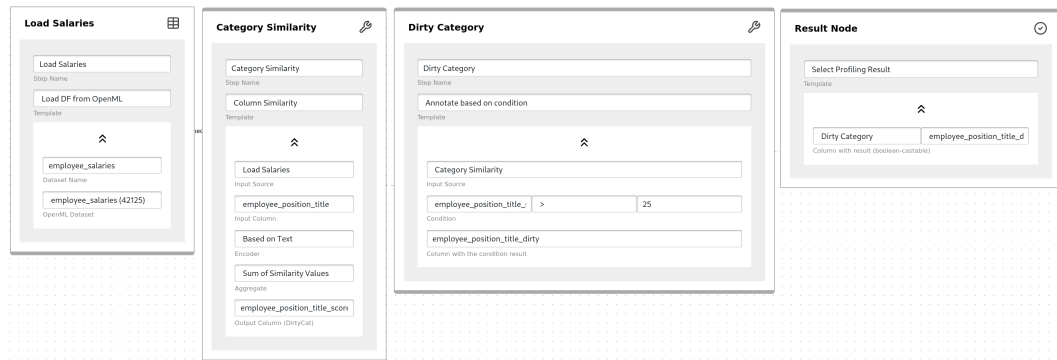 Load Salaries
Load Salaries
Step Name
Load DF from OpenML
Template
employee_salaries
Dataset Name
employee_salaries (42125)
OpenML Dataset
Category Similarity
Category Similarity
Step Name
Column Similarity
Template
Load Salaries
Input Source
employee_position_title
Input Column
Based on Text
Encoder
Sum of Similarity Values
Aggregate
employee_position_title_score
Output Column (DirtyCat)
Dirty Category
Dirty Category
Step Name
Annotate based on condition
Template
Category Similarity
Input Source
employee_position_title_ > 25
Condition
employee_position_title_dirty
Column with the condition result
Result Node
Select Profiling Result
Template
Dirty Category employee_position_title_d
Column with result (boolean-castable)